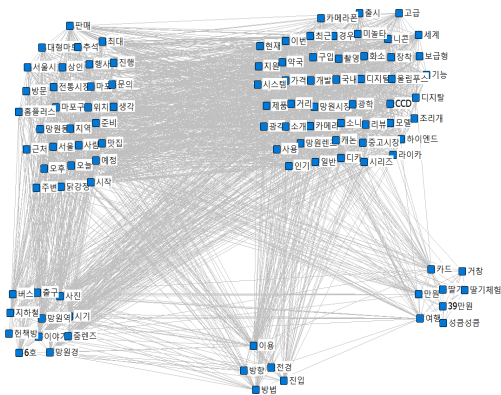 카메라폰
출시
고급
판매
세계
최근
경우
미놀타
니콘
최대
이번
현재
대형마트
추석
구입
촬영
화소
장착
보급형
약국
지원
서울시
상인
행사
진행
기능
시스템
가격
개발
국내
디지털
올림푸스
방문
전통시장
마포
문의
제품
거리
망원시장
광학
CCD
디지탈
홈플러스
마포구
위치
생각
조리개
준비
소니
리뷰
모델
소개
카메라
망원동
지역
망원렌즈
캐논
중고시장
하이엔드
근처
서울
사람
맛집
사용
라이카
오후
오늘
예정
인기
일반
디카
시리즈
주변
닭강정
시작
카드
거창
버스
출구
사진
만원
딸기
딸기체험
39만원
지하철
망원역
시기
여행
성큼성큼
허책방
이야기
줌렌즈
6호
망원경
이용
방향
전경
진입
방법